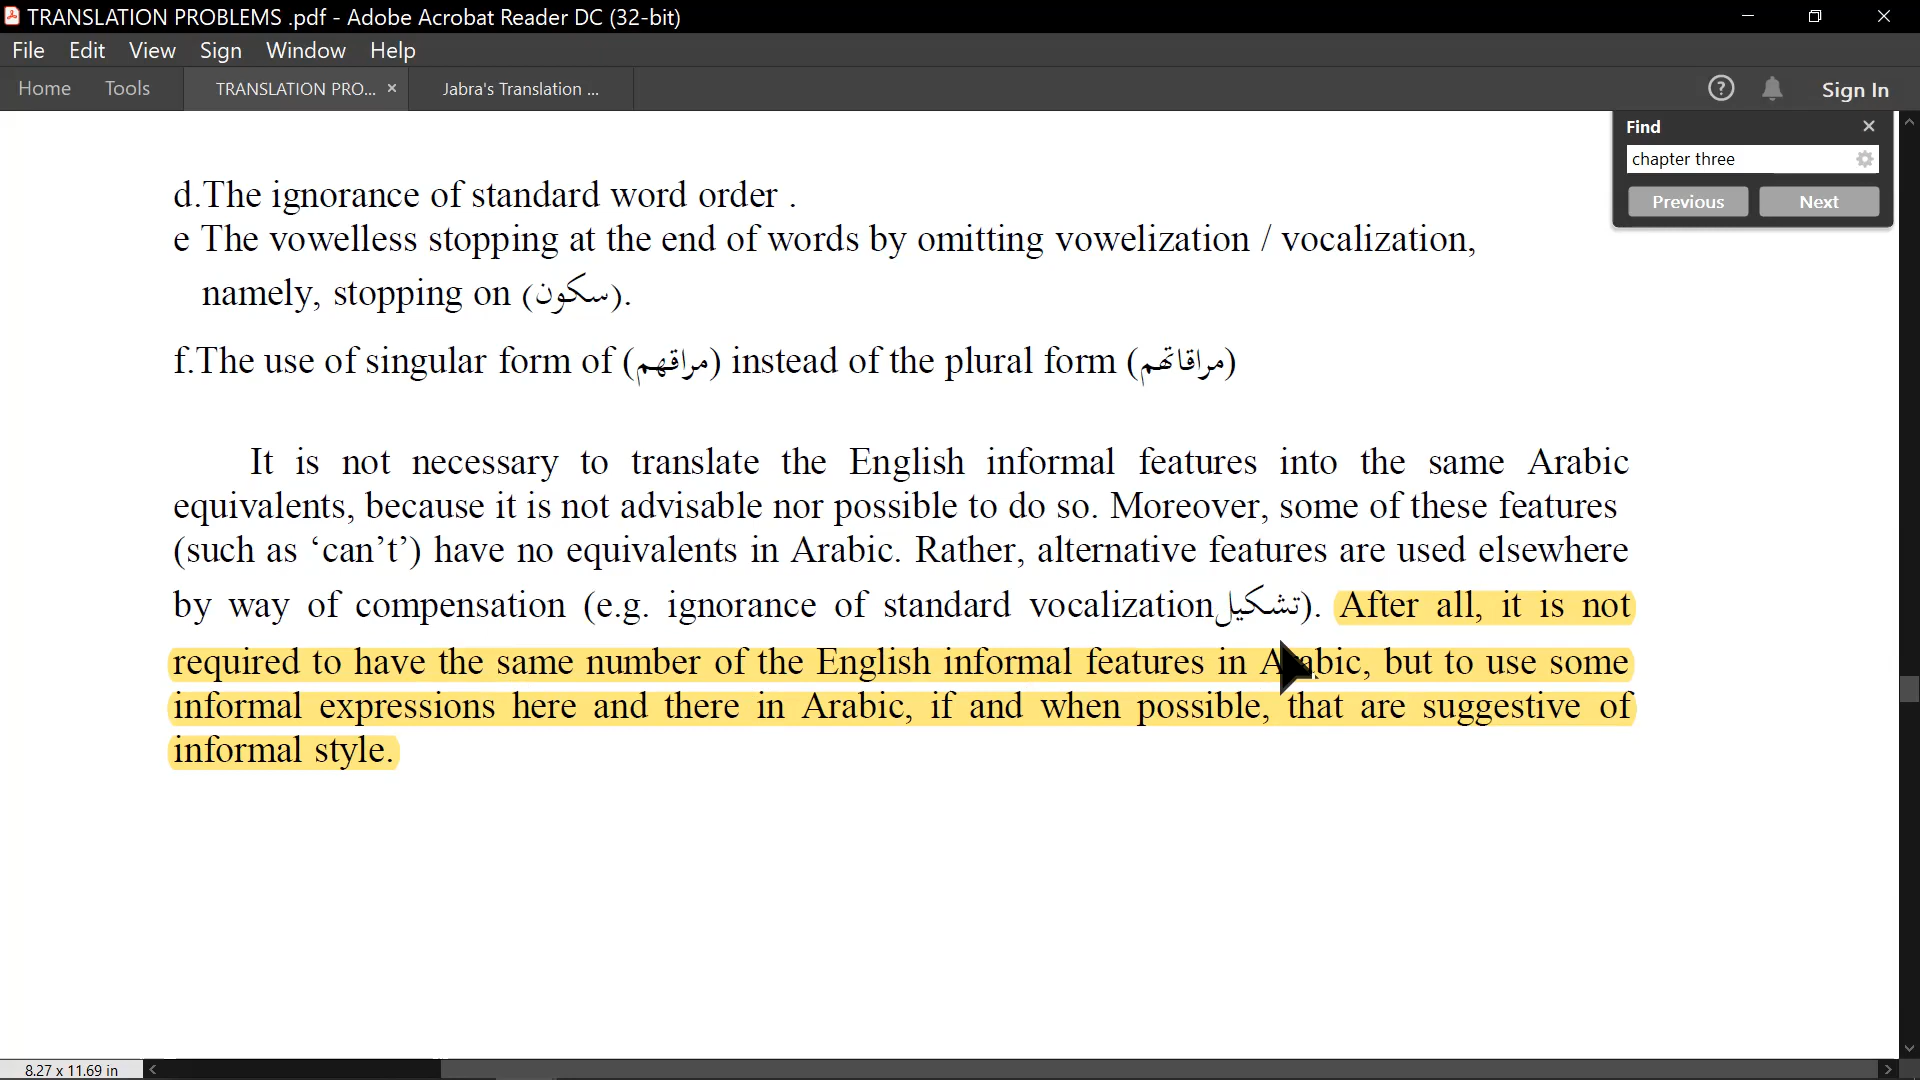 TRANSLATION PROBLEMS .pdf - Adobe Acrobat Reader DC (32-bit)
File Edit View Sign Window Help
Home Tools TRANSLATION PRO... × Jabra's Translation ... ? Sign In
Find ×
chapter three
Previous Next
d.The ignorance of standard word order .
e The vowelless stopping at the end of words by omitting vowelization / vocalization,
namely, stopping on (سكون).
f.The use of singular form of (مراقهم) instead of the plural form (مراقاتهم)
It is not necessary to translate the English informal features into the same Arabic
equivalents, because it is not advisable nor possible to do so. Moreover, some of these features
(such as ‘can’t’) have no equivalents in Arabic. Rather, alternative features are used elsewhere
by way of compensation (e.g. ignorance of standard vocalization تشكيل). After all, it is not
required to have the same number of the English informal features in Arabic, but to use some
informal expressions here and there in Arabic, if and when possible, that are suggestive of
informal style.
8.27 x 11.69 in